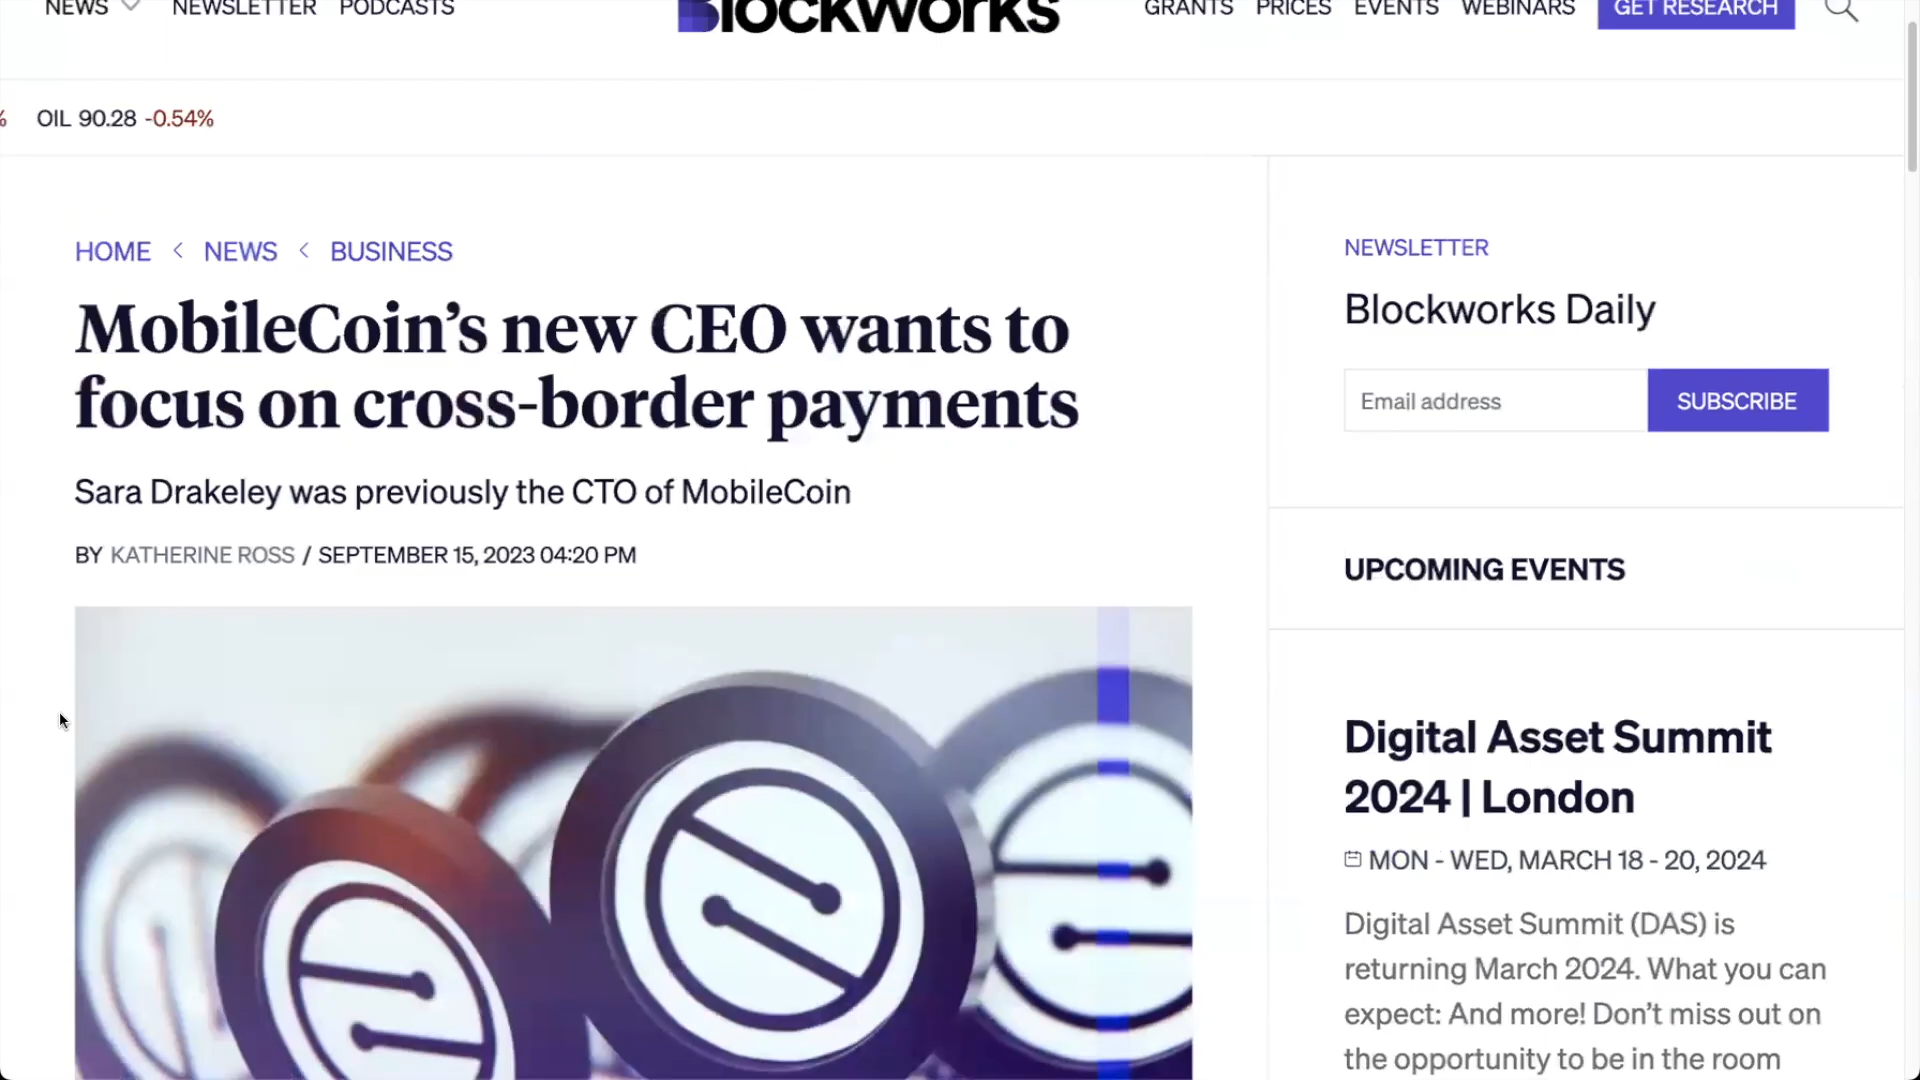 NEWS NEWSLETTER PODCASTS Blockworks GRANTS PRICES EVENTS WEBINARS GET RESEARCH
% OIL 90.28 -0.54%
HOME < NEWS < BUSINESS
MobileCoin’s new CEO wants to
focus on cross-border payments
Sara Drakeley was previously the CTO of MobileCoin
BY KATHERINE ROSS / SEPTEMBER 15, 2023 04:20 PM
NEWSLETTER
Blockworks Daily
Email address SUBSCRIBE
UPCOMING EVENTS
Digital Asset Summit
2024 | London
MON - WED, MARCH 18 - 20, 2024
Digital Asset Summit (DAS) is
returning March 2024. What you can
expect: And more! Don’t miss out on
the opportunity to be in the room